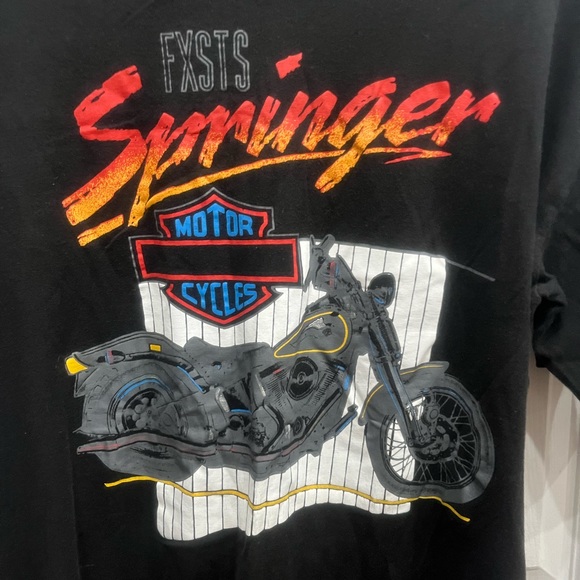 FXSTS
Springer
MOTOR
CYCLES